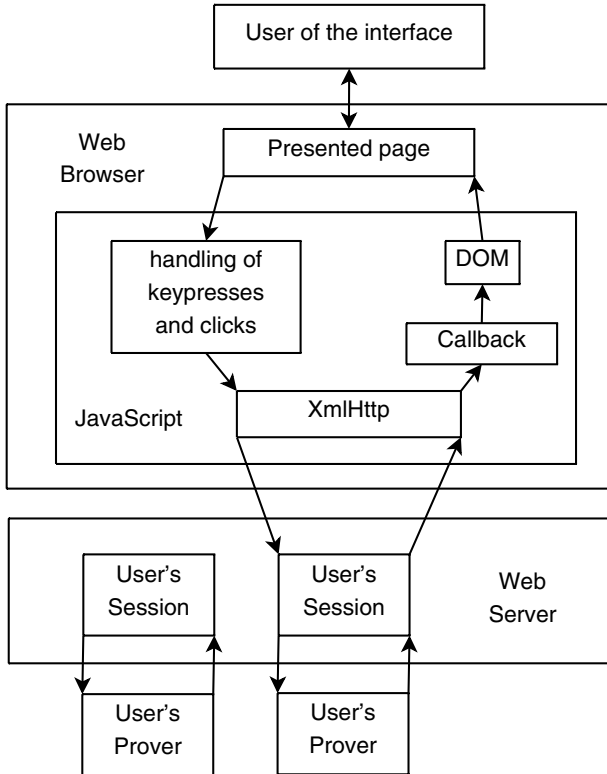 User of the interface
Web
Browser
Presented page
handling of
keypresses
and clicks
DOM
Callback
JavaScript
XmlHttp
User's
Session
User's
Session
Web
Server
User's
Prover
User's
Prover